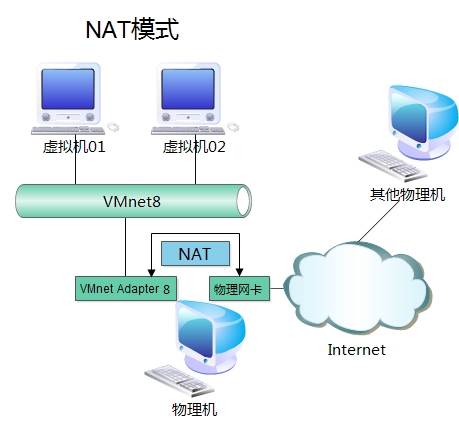 NAT模式
虚拟机01
虚拟机02
其他物理机
VMnet8
NAT
VMnet Adapter 8
物理网卡
Internet
物理机